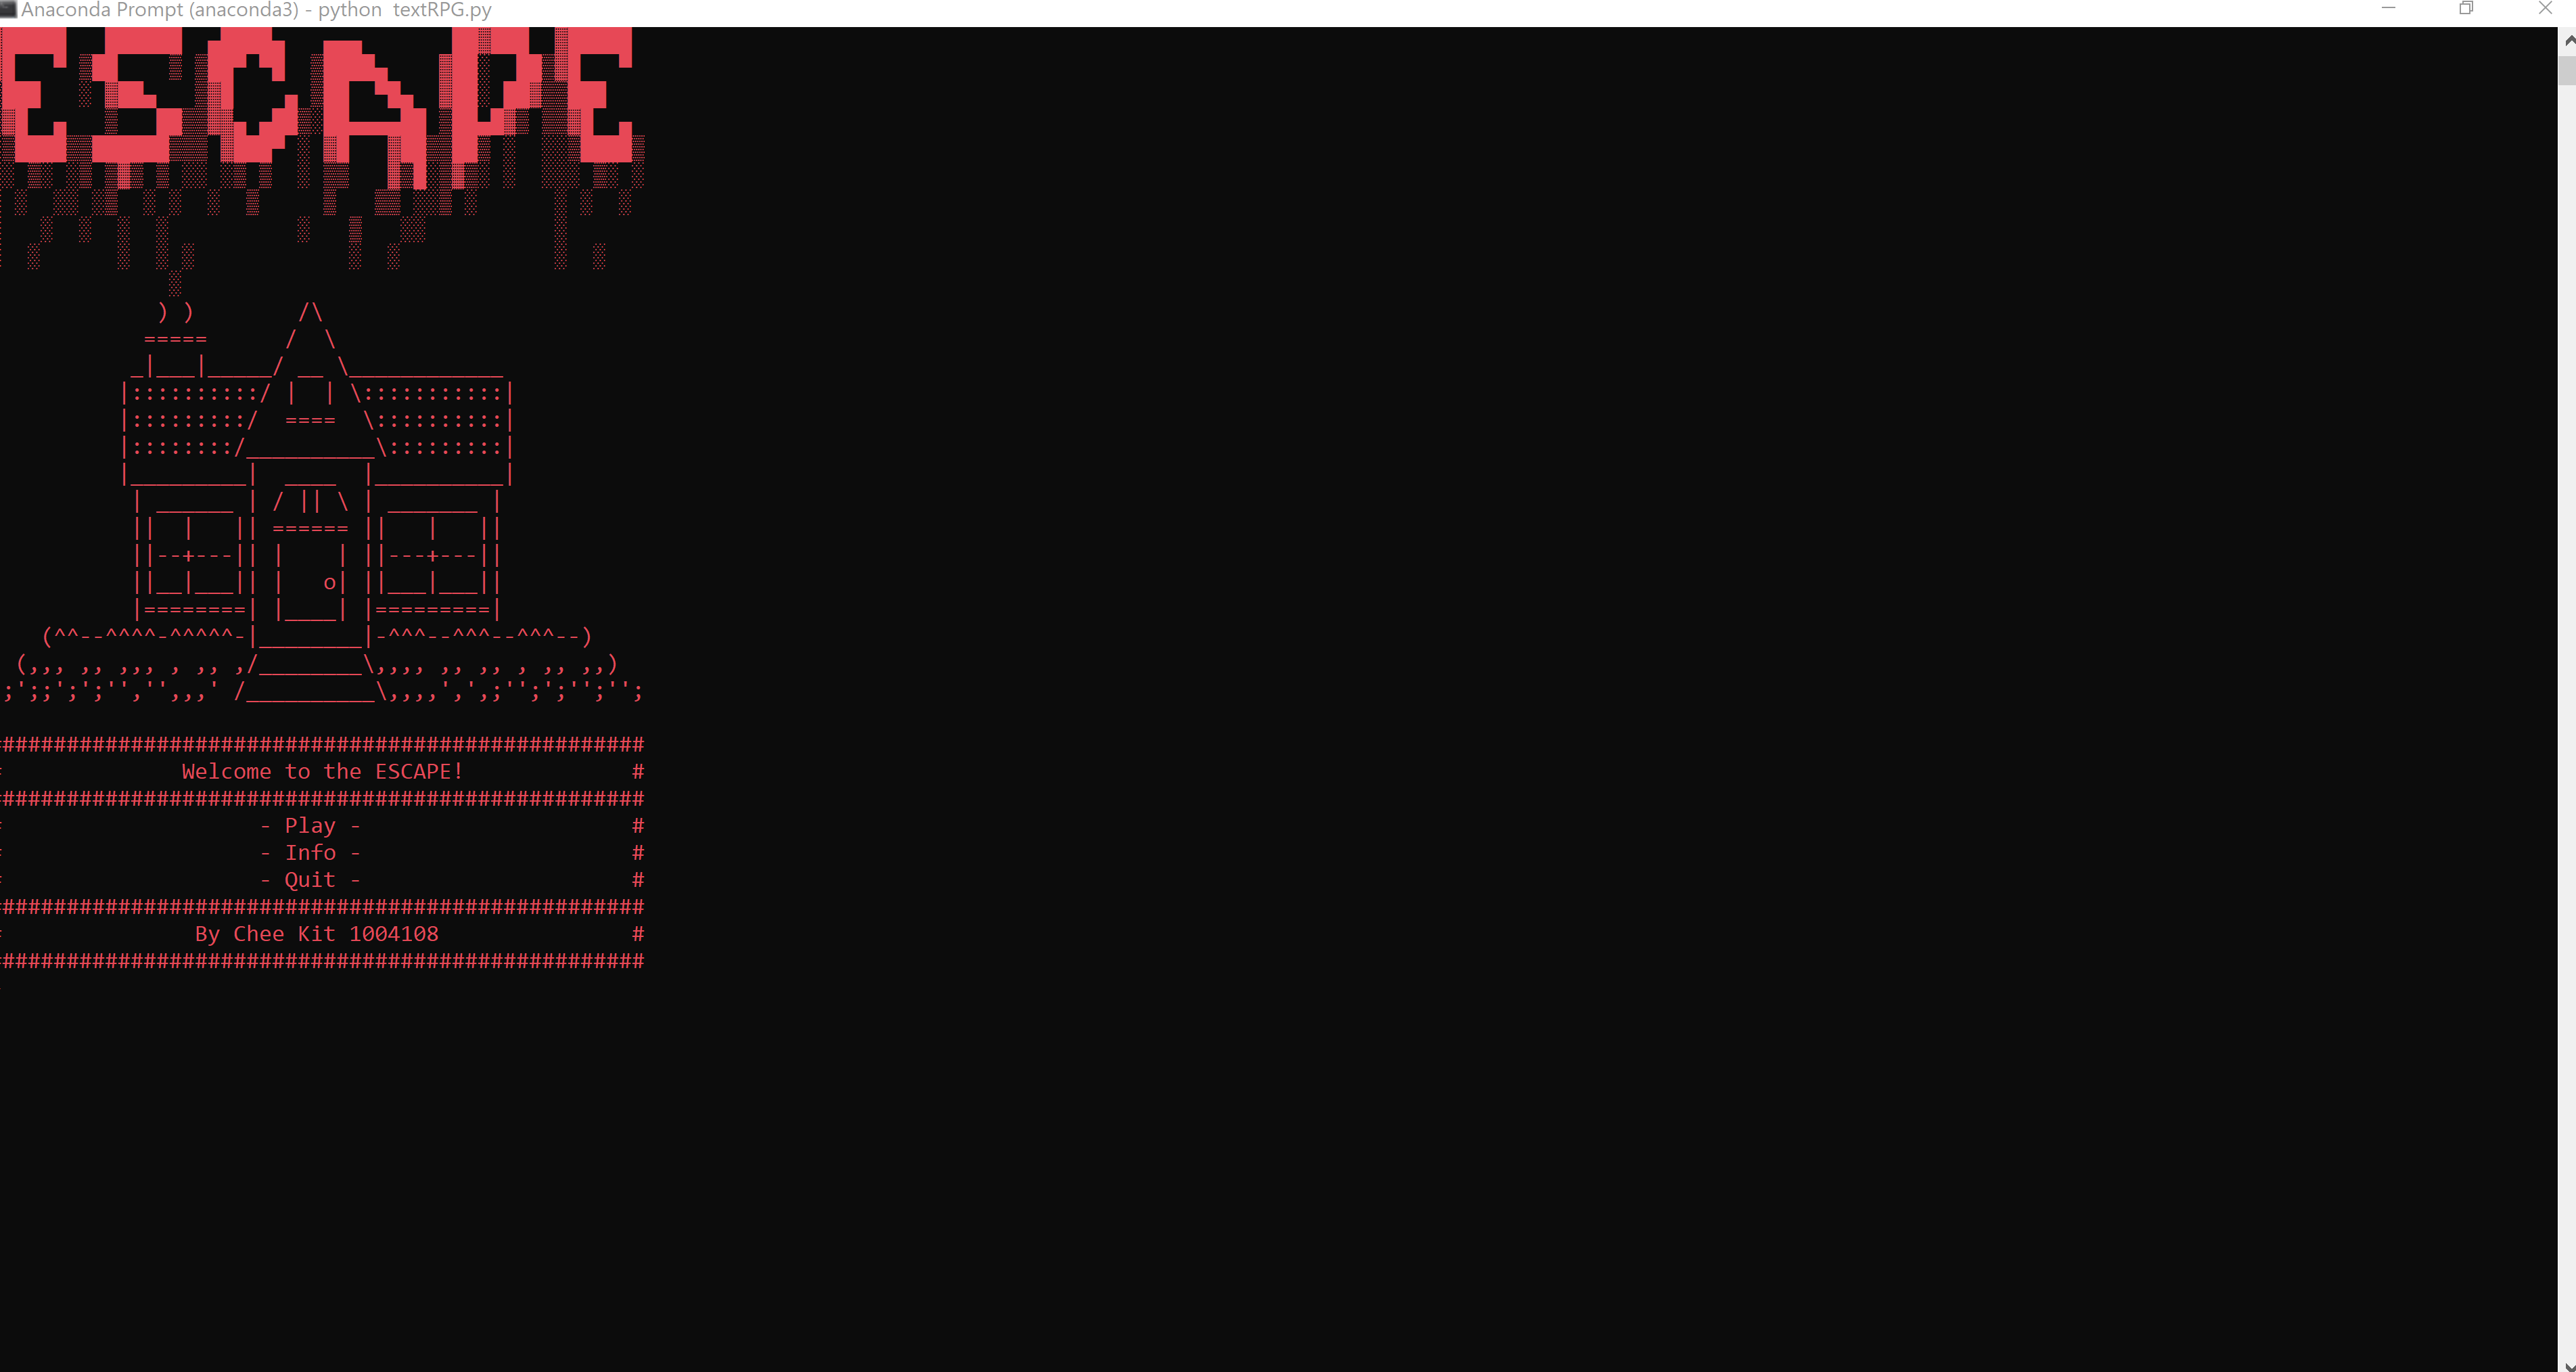 Anaconda Prompt (anaconda3) - python  textRPG.py
ESCAPE
##################################################
Welcome to the ESCAPE! #
##################################################
- Play - #
- Info - #
- Quit - #
##################################################
By Chee Kit 1004108 #
##################################################